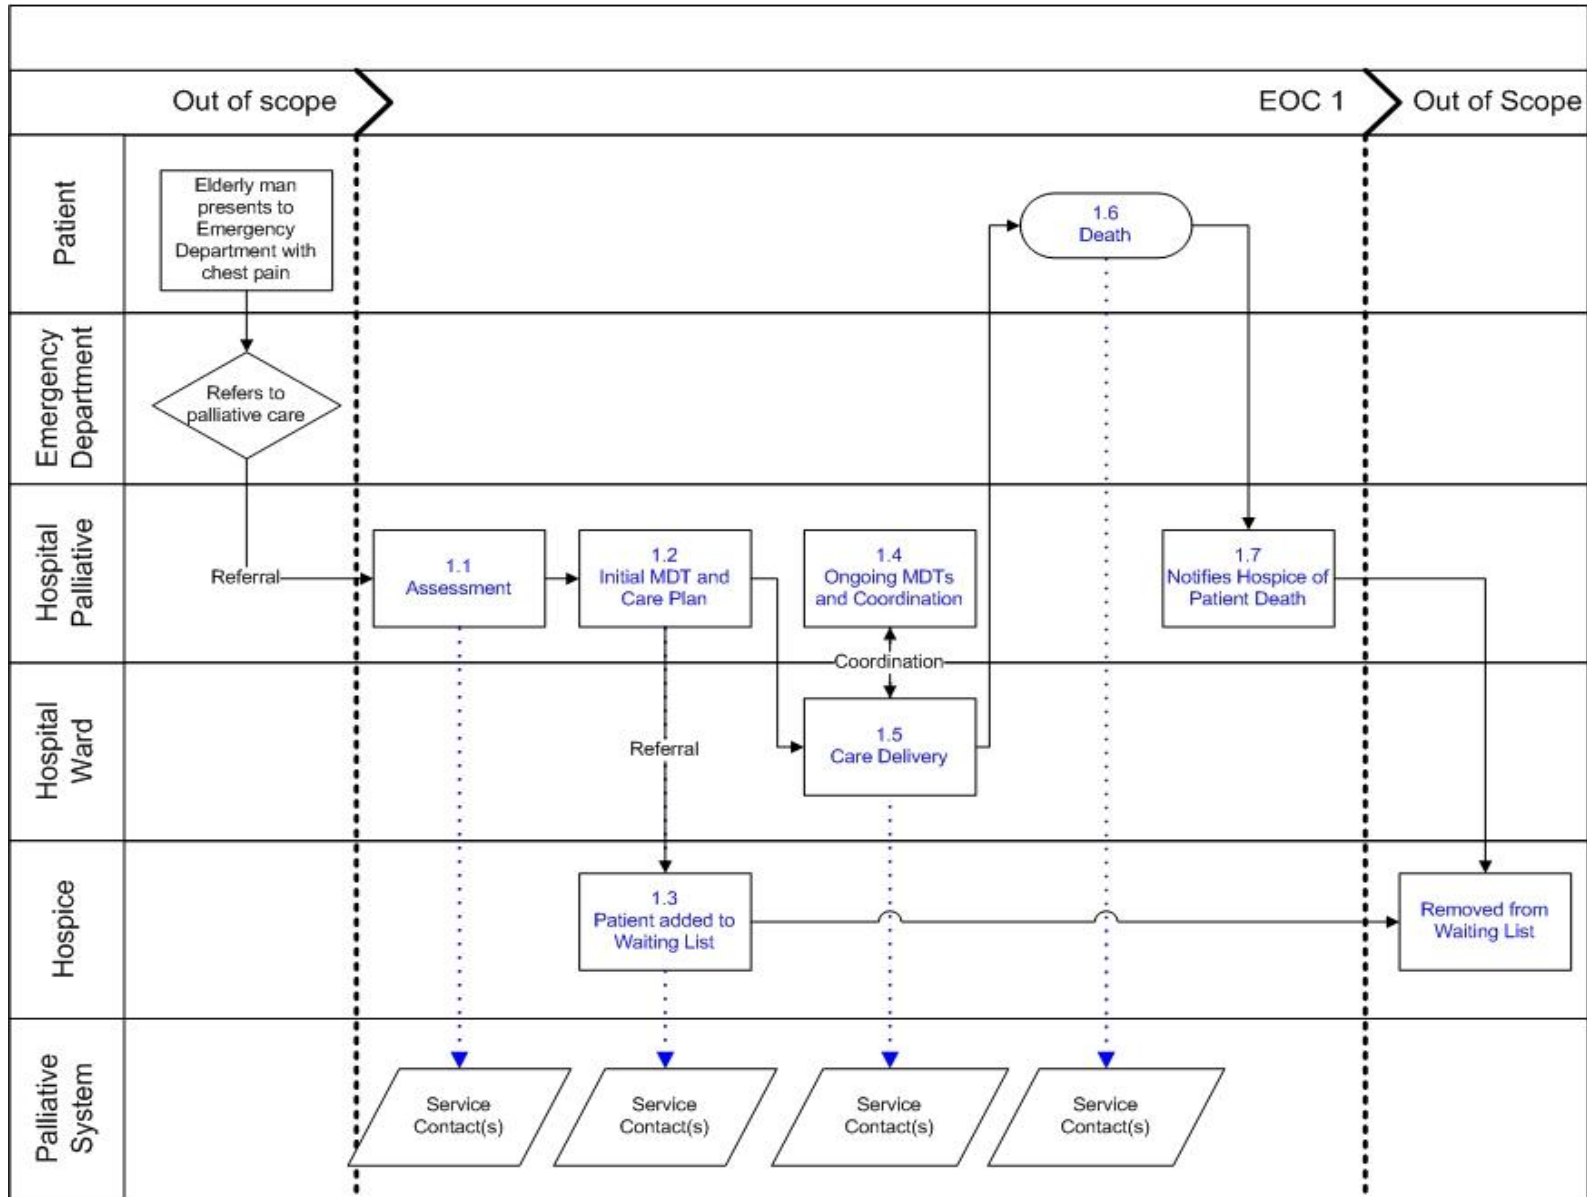 Out of scope
EOC 1
Out of Scope
Patient
Elderly man
presents to
Emergency
Department with
chest pain
1.6
Death
Emergency
Department
Refers to
palliative care
Hospital
Palliative
Referral
1.1
Assessment
1.2
Initial MDT and
Care Plan
1.4
Ongoing MDTs
and Coordination
1.7
Notifies Hospice of
Patient Death
Coordination
Hospital
Ward
Referral
1.5
Care Delivery
Hospice
1.3
Patient added to
Waiting List
Removed from
Waiting List
Palliative
System
Service
Contact(s)
Service
Contact(s)
Service
Contact(s)
Service
Contact(s)